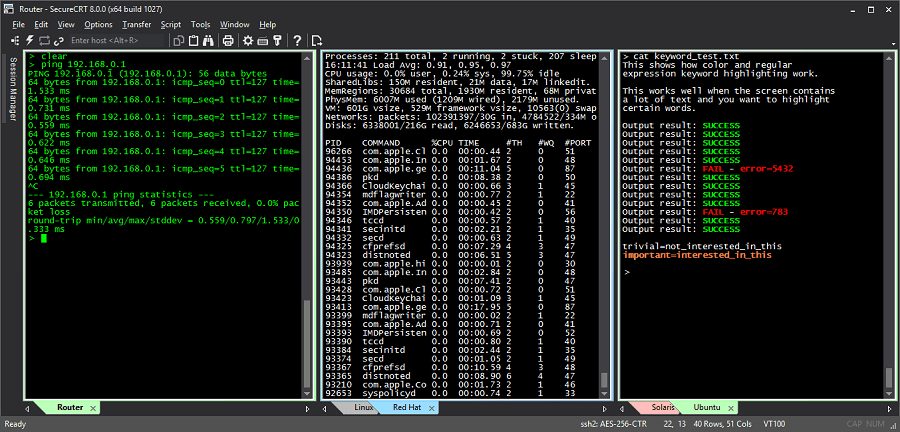 Router - SecureCRT 8.0.0 (x64 build 1027)
File Edit View Options Transfer Script Tools Window Help
Enter host <Alt+R>
Session Manager
> clear
> ping 192.168.0.1
PING 192.168.0.1 (192.168.0.1): 56 data bytes
64 bytes from 192.168.0.1: icmp_seq=0 ttl=127 time=
1.533 ms
64 bytes from 192.168.0.1: icmp_seq=1 ttl=127 time=
0.731 ms
64 bytes from 192.168.0.1: icmp_seq=2 ttl=127 time=
0.559 ms
64 bytes from 192.168.0.1: icmp_seq=3 ttl=127 time=
0.622 ms
64 bytes from 192.168.0.1: icmp_seq=4 ttl=127 time=
0.646 ms
64 bytes from 192.168.0.1: icmp_seq=5 ttl=127 time=
0.694 ms
^C
--- 192.168.0.1 ping statistics ---
6 packets transmitted, 6 packets received, 0.0% pac
ket loss
round-trip min/avg/max/stddev = 0.559/0.797/1.533/0
.333 ms
>
Processes: 211 total, 2 running, 2 stuck, 207 sleep
16:11:41 Load Avg: 0.91, 0.95, 0.97
CPU usage: 0.0% user, 0.24% sys, 99.75% idle
SharedLibs: 150M resident, 21M data, 17M linkedit.
MemRegions: 30684 total, 1930M resident, 68M privat
PhysMem: 6007M used (1209M wired), 2179M unused.
VM: 601G vsize, 529M framework vsize, 10563(0) swap
Networks: packets: 102391397/30G in, 4784522/334M o
Disks: 6338001/216G read, 6246653/683G written.
PID COMMAND %CPU TIME #TH #WQ #PORT
96266 com.apple.Cl 0.0 00:00.44 2 0 51
94453 com.apple.In 0.0 00:01.67 2 0 48
94436 com.apple.ge 0.0 00:11.04 5 0 87
94386 pkd 0.0 00:08.38 2 0 50
94366 CloudKeychai 0.0 00:00.66 3 1 45
94354 mdflagwriter 0.0 00:00.77 2 1 22
94352 com.apple.Ad 0.0 00:00.45 2 0 41
94350 IMDPersisten 0.0 00:00.42 2 0 56
94346 tccd 0.0 00:00.57 2 1 40
94341 secinitd 0.0 00:02.21 2 1 35
94332 secd 0.0 00:00.63 2 1 49
94325 cfprefsd 0.0 00:07.29 4 3 47
94323 distnoted 0.0 00:06.51 5 3 47
93939 com.apple.hi 0.0 00:00.01 2 0 30
93485 com.apple.In 0.0 00:02.84 2 0 48
93443 pkd 0.0 00:07.41 2 0 47
93428 com.apple.Cl 0.0 00:00.72 2 0 51
93423 CloudKeychai 0.0 00:01.09 3 1 45
93413 com.apple.ge 0.0 00:17.95 5 0 87
93399 mdflagwriter 0.0 00:00.02 2 1 22
93395 com.apple.Ad 0.0 00:00.71 2 0 41
93393 IMDPersisten 0.0 00:00.69 2 0 52
93390 tccd 0.0 00:00.80 2 1 40
93384 secinitd 0.0 00:02.44 2 1 35
93374 secd 0.0 00:01.05 2 1 49
93367 cfprefsd 0.0 00:10.59 4 3 48
93365 distnoted 0.0 00:08.90 6 4 47
93210 com.apple.Co 0.0 00:01.73 2 1 46
92653 syspolicyd 0.0 00:00.74 2 1 33
> cat keyword_test.txt
This shows how color and regular
expression keyword highlighting work.
This works well when the screen contains
a lot of text and you want to highlight
certain words.
Output result: SUCCESS
Output result: SUCCESS
Output result: SUCCESS
Output result: SUCCESS
Output result: FAIL - error=5432
Output result: SUCCESS
Output result: SUCCESS
Output result: SUCCESS
Output result: FAIL - error=783
Output result: SUCCESS
Output result: SUCCESS
trivial=not_interested_in_this
important=interested_in_this
>
Router
Linux
Red Hat
Solaris
Ubuntu
Ready
ssh2: AES-256-CTR 22, 13 40 Rows, 51 Cols VT100 CAP NUM